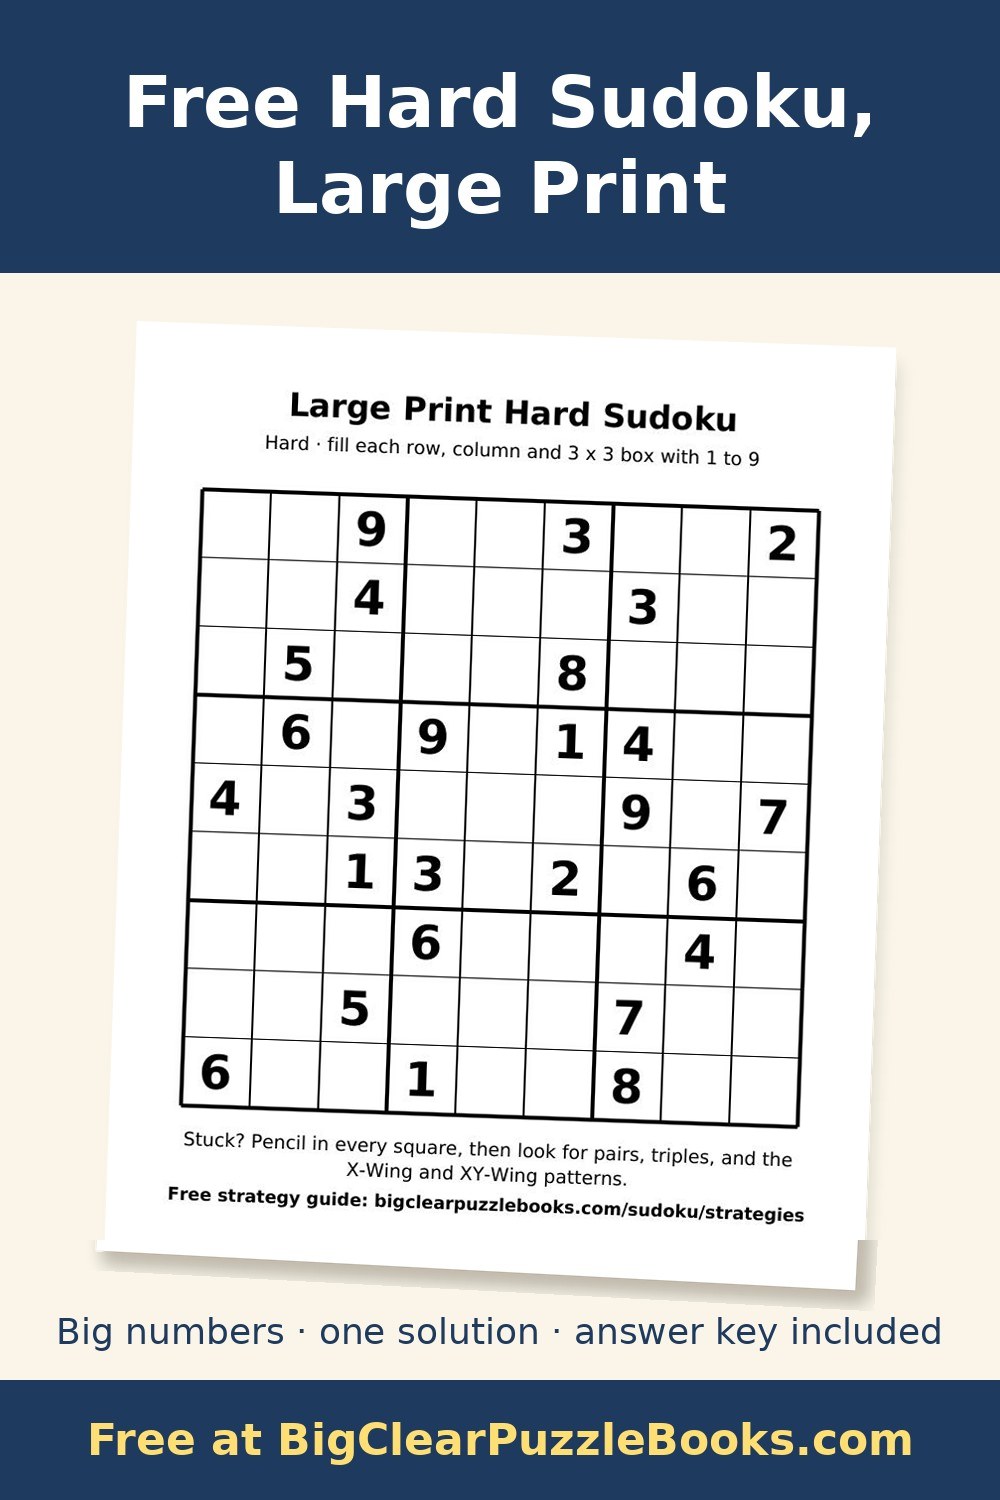 Free Hard Sudoku,
Large Print
Large Print Hard Sudoku
Hard · fill each row, column and 3 x 3 box with 1 to 9
9 3 2
4 3
5 8
6 9 1 4
4 3 9 7
1 3 2 6
6 4
5 7
6 1 8
Stuck? Pencil in every square, then look for pairs, triples, and the
X-Wing and XY-Wing patterns.
Free strategy guide: bigclearpuzzlebooks.com/sudoku/strategies
Big numbers · one solution · answer key included
Free at BigClearPuzzleBooks.com